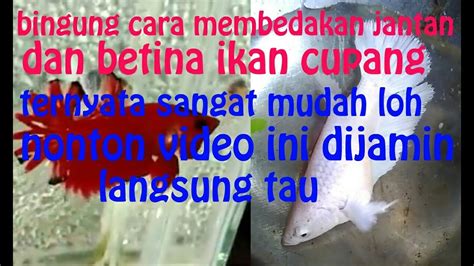 bingung cara membedakan jantan
dan betina ikan cupang
ternyata sangat mudah loh
nonton video ini dijamin
langsung tau